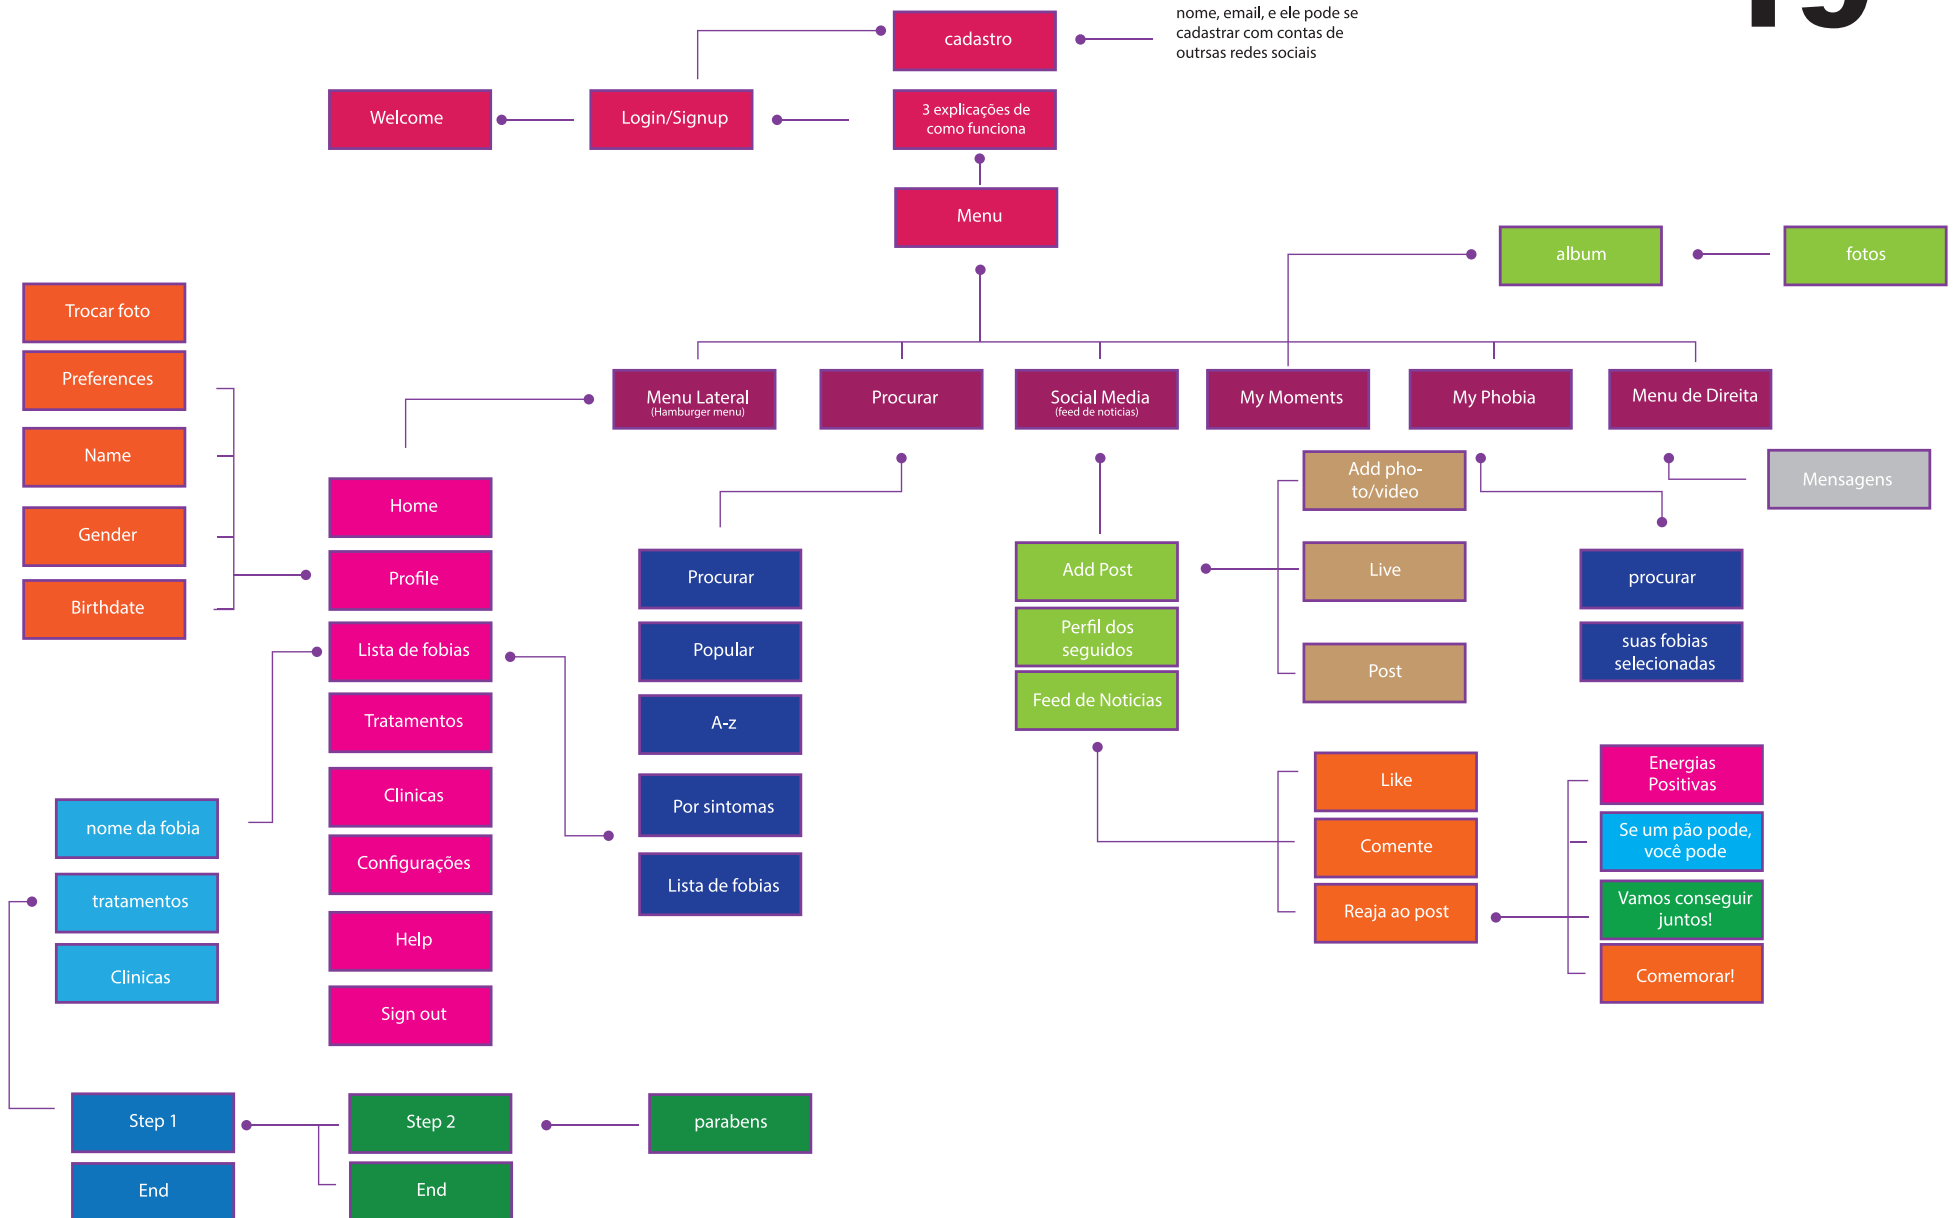 nome, email, e ele pode se
cadastrar com contas de
outrsas redes sociais
cadastro
Welcome
Login/Signup
3 explicações de
como funciona
Menu
album
fotos
Trocar foto
Preferences
Name
Gender
Birthdate
Menu Lateral
(Hamburger menu)
Procurar
Social Media
(feed de noticias)
My Moments
My Phobia
Menu de Direita
Mensagens
Home
Profile
Lista de fobias
Tratamentos
Clinicas
Configurações
Help
Sign out
Procurar
Popular
A-z
Por sintomas
Lista de fobias
Add Post
Perfil dos
seguidos
Feed de Noticias
Add pho-
to/video
Live
Post
procurar
suas fobias
selecionadas
Like
Comente
Reaja ao post
Energias
Positivas
Se um pão pode,
você pode
Vamos conseguir
juntos!
Comemorar!
nome da fobia
tratamentos
Clinicas
Step 1
End
Step 2
End
parabens